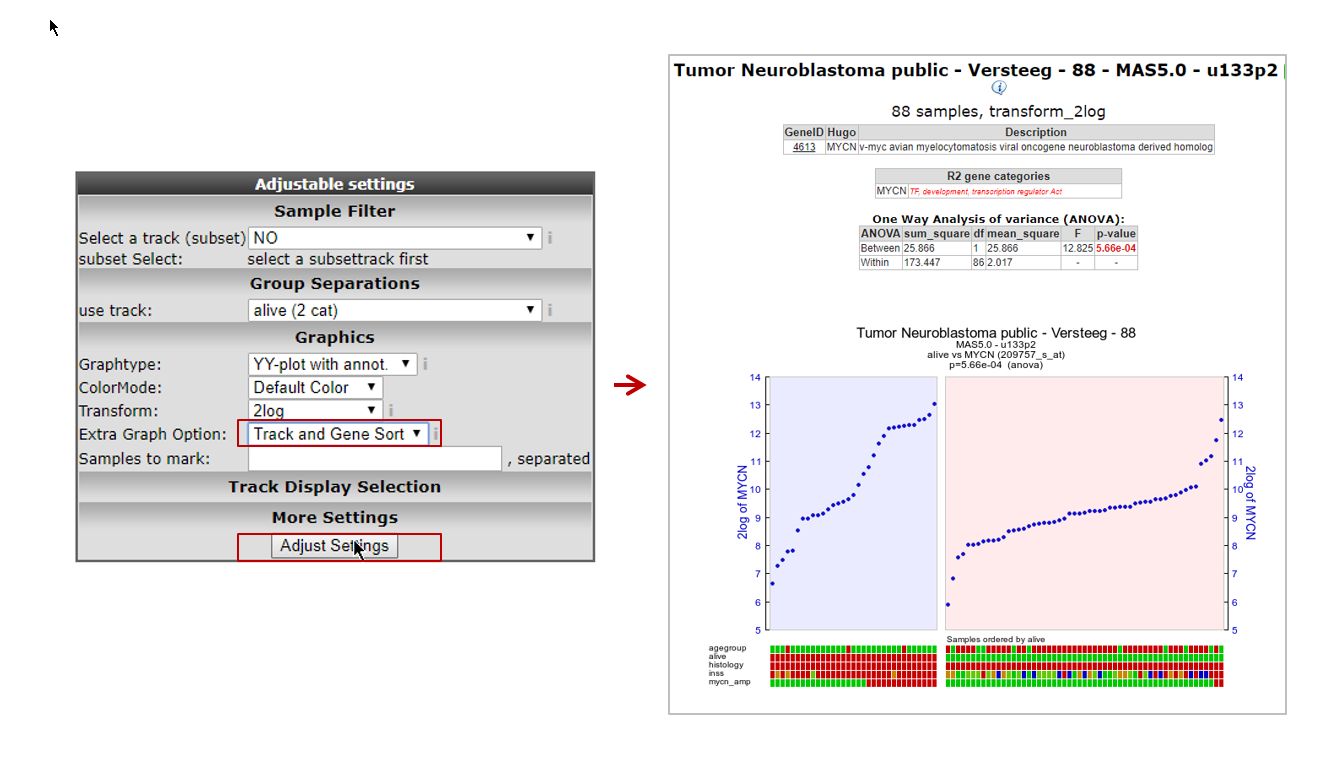 Adjustable settings
Sample Filter
Select a track (subset) NO
subset Select: select a subsettrack first
Group Separations
use track: alive (2 cat)
Graphics
Graphtype: YY-plot with annot.
ColorMode: Default Color
Transform: 2log
Extra Graph Option: Track and Gene Sort
Samples to mark: , separated
Track Display Selection
More Settings
Adjust Settings
Tumor Neuroblastoma public - Versteeg - 88 - MAS5.0 - u133p2
88 samples, transform_2log
GeneID Hugo Description
4613 MYCN v-myc avian myelocytomatosis viral oncogene neuroblastoma derived homolog
R2 gene categories
MYCN TF, development, transcription regulator Act
One Way Analysis of variance (ANOVA):
ANOVA sum_square df mean_square F p-value
Between 25.866 1 25.866 12.825 5.66e-04
Within 173.447 86 2.017 - -
Tumor Neuroblastoma public - Versteeg - 88
MAS5.0 - u133p2
alive vs MYCN (209757_s_at)
p=5.66e-04 (anova)
14 14
13 13
12 12
11 11
10 10
9 9
8 8
7 7
6 6
5 5
2log of MYCN
2log of MYCN
Samples ordered by alive
agegroup
alive
histology
inss
mycn_amp